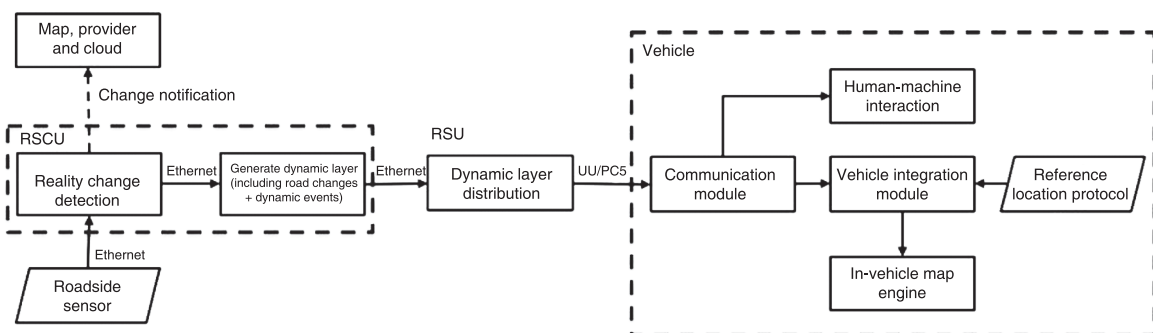 Map, provider
and cloud
Change notification
RSCU
Reality change
detection
Ethernet
Generate dynamic layer
(including road changes
+ dynamic events)
Ethernet
Roadside
sensor
Ethernet
RSU
Dynamic layer
distribution
UU/PC5
Vehicle
Human-machine
interaction
Communication
module
Vehicle integration
module
Reference
location protocol
In-vehicle map
engine